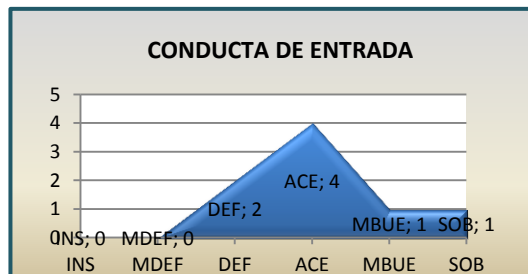 CONDUCTA DE ENTRADA
5
4
3
2
1
0
ACE; 4
DEF; 2
MBUE; 1 SOB; 1
INS; 0 MDEF; 0
INS MDEF DEF ACE MBUE SOB